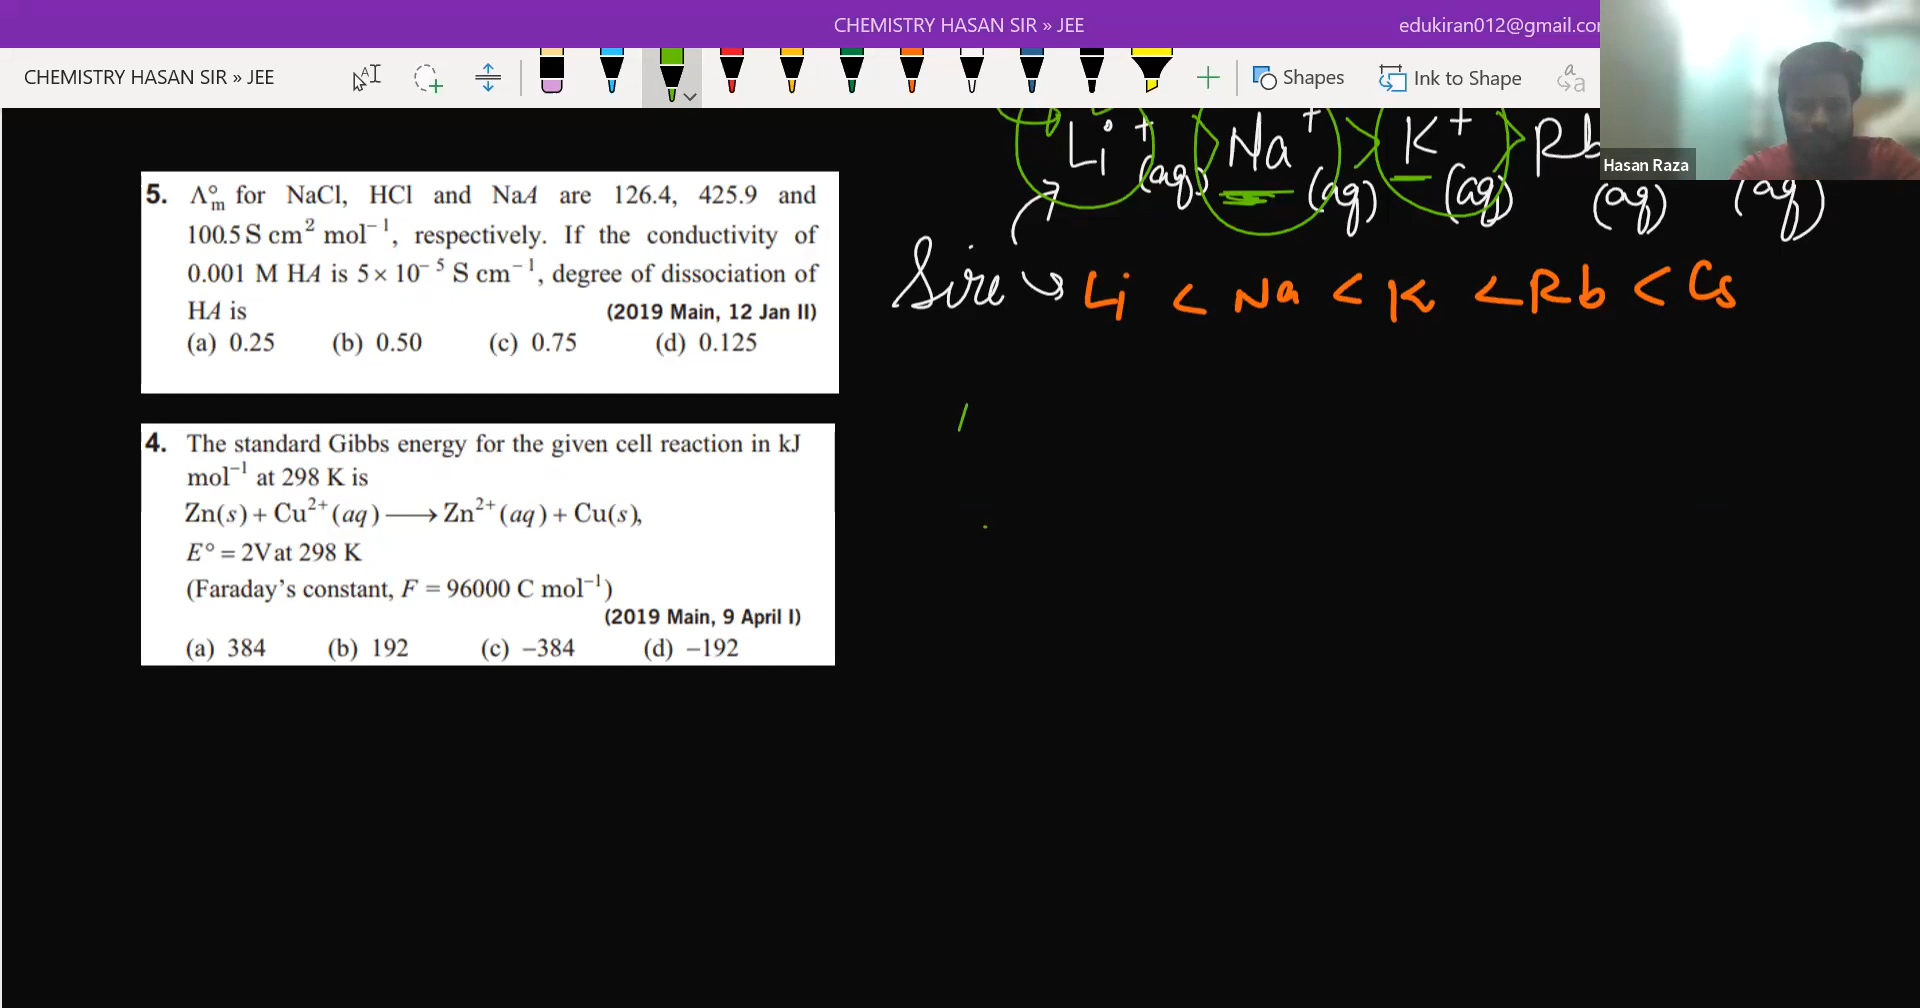 CHEMISTRY HASAN SIR » JEE
edukiran012@gmail.co
CHEMISTRY HASAN SIR » JEE
Shapes
Ink to Shape
Hasan Raza
Li⁺(aq) > Na⁺(aq) > K⁺(aq) > Rb (aq) (aq)
Size → Li < Na < K < Rb < Cs
5. Λ°m for NaCl, HCl and NaA are 126.4, 425.9 and
100.5 S cm² mol⁻¹, respectively. If the conductivity of
0.001 M HA is 5 × 10⁻⁵ S cm⁻¹, degree of dissociation of
HA is (2019 Main, 12 Jan II)
(a) 0.25 (b) 0.50 (c) 0.75 (d) 0.125
4. The standard Gibbs energy for the given cell reaction in kJ
mol⁻¹ at 298 K is
Zn(s) + Cu²⁺(aq) ⟶ Zn²⁺(aq) + Cu(s),
E° = 2V at 298 K
(Faraday's constant, F = 96000 C mol⁻¹)
(2019 Main, 9 April I)
(a) 384 (b) 192 (c) −384 (d) −192